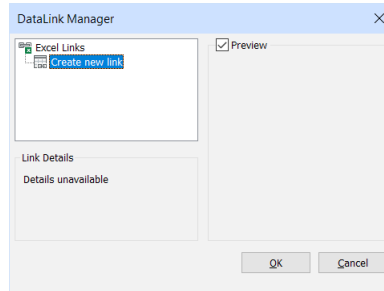 DataLink Manager
Excel Links
Create new link
Preview
Link Details
Details unavailable
OK
Cancel